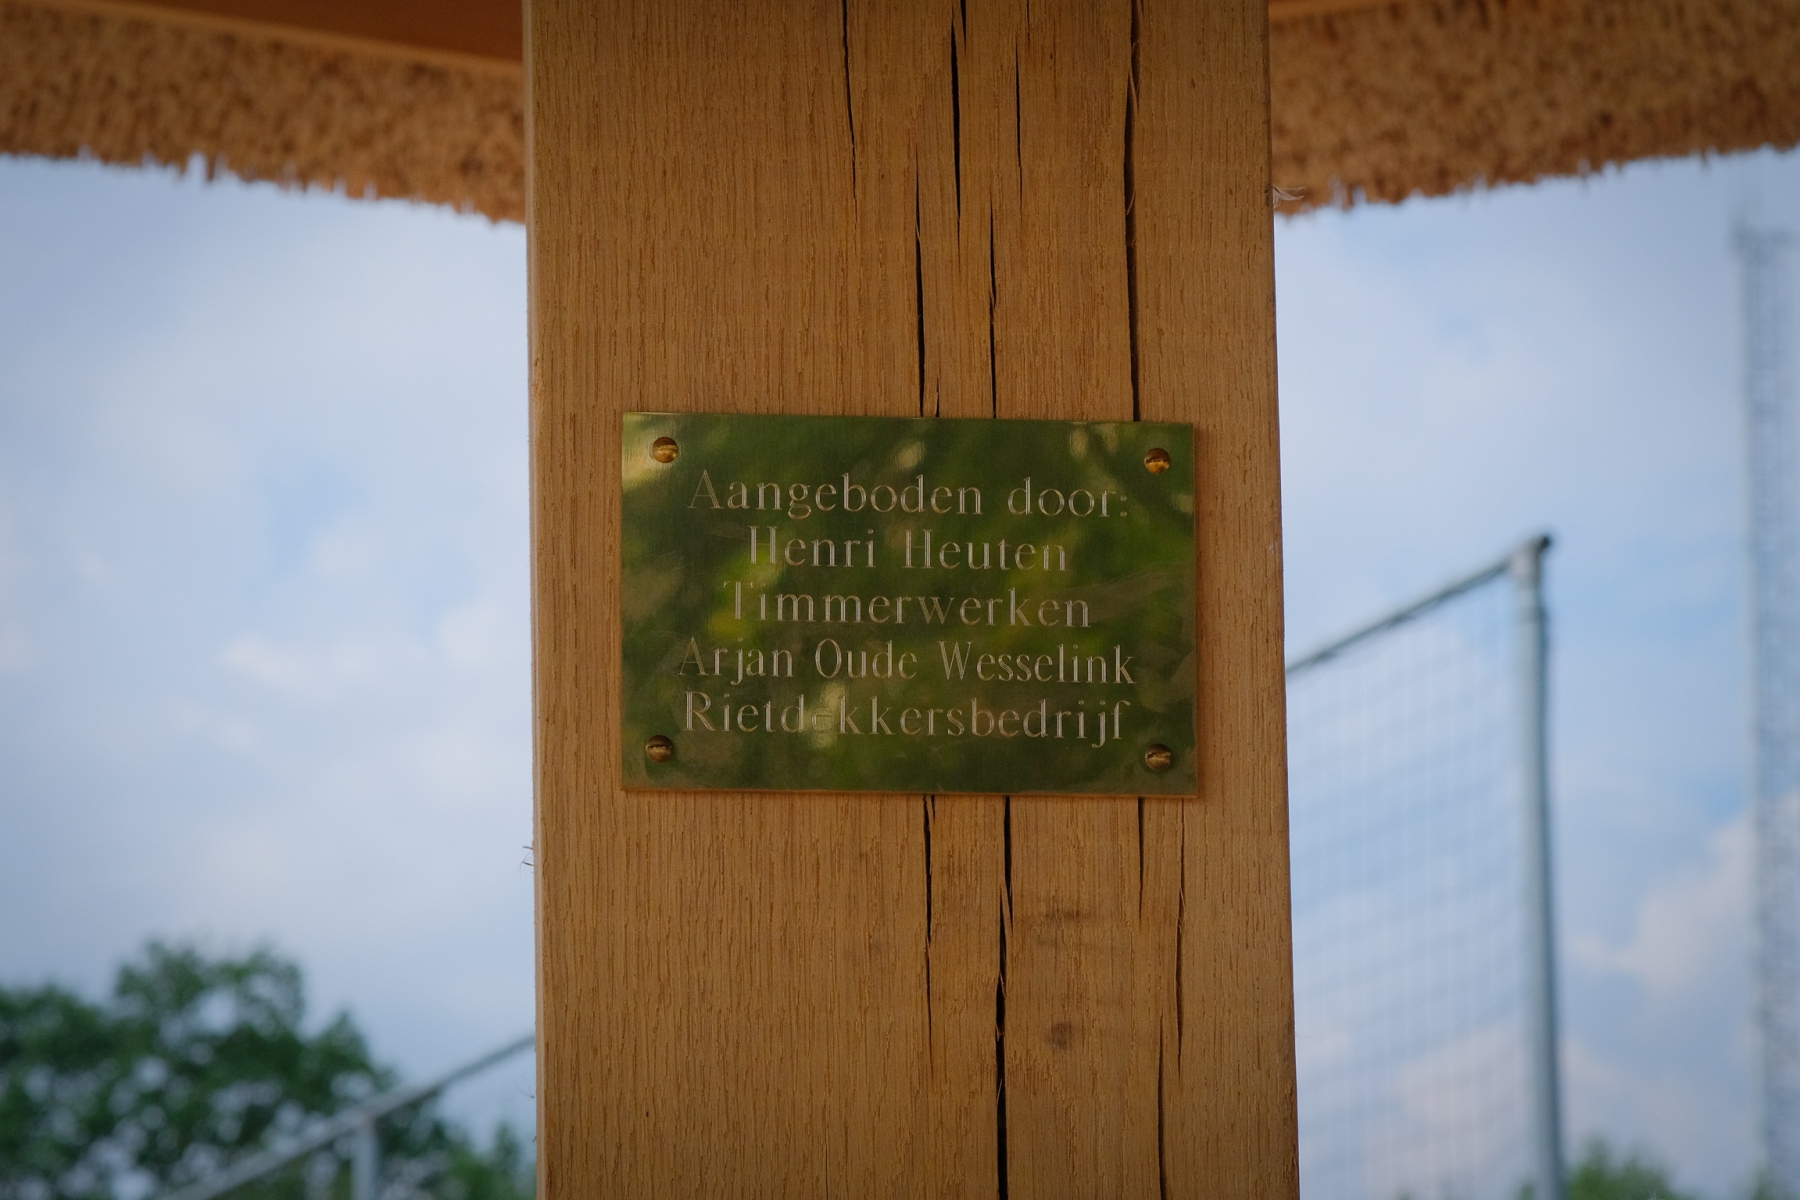 Aangeboden door:
Henri Heuten
Timmerwerken
Arjan Oude Wesselink
Rietdekkersbedrijf